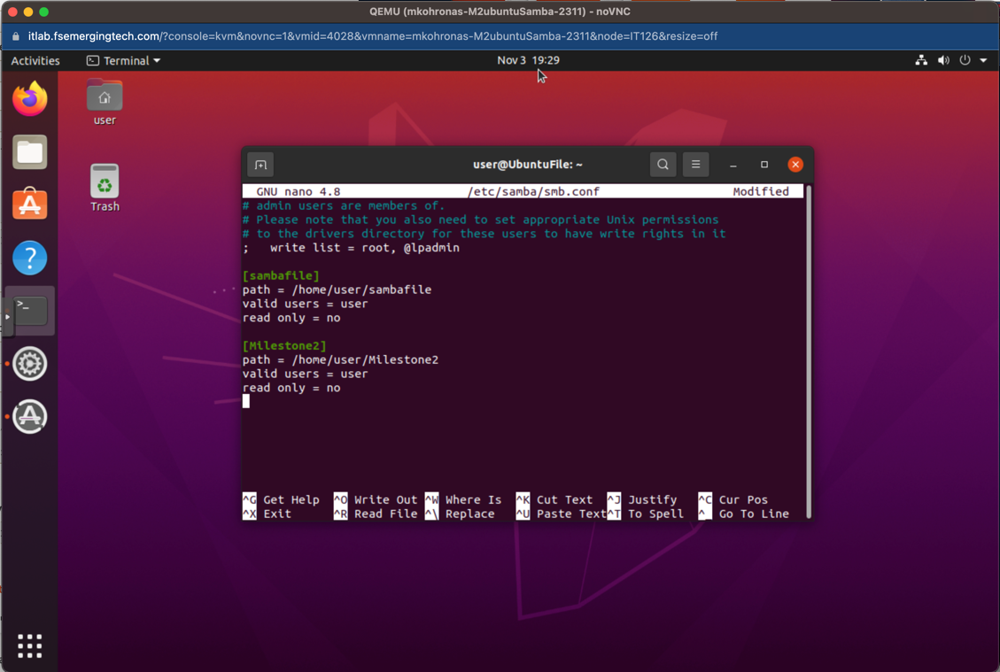 QEMU (mkohronas-M2ubuntuSamba-2311) - noVNC
itlab.fsemergingtech.com/?console=kvm&novnc=1&vmid=4028&vmname=mkohronas-M2ubuntuSamba-2311&node=IT126&resize=off
Activities Terminal Nov 3 19:29
user
Trash
user@UbuntuFile: ~
GNU nano 4.8 /etc/samba/smb.conf Modified
# admin users are members of.
# Please note that you also need to set appropriate Unix permissions
# to the drivers directory for these users to have write rights in it
; write list = root, @lpadmin
[sambafile]
path = /home/user/sambafile
valid users = user
read only = no
[Milestone2]
path = /home/user/Milestone2
valid users = user
read only = no
^G Get Help ^O Write Out ^W Where Is ^K Cut Text ^J Justify ^C Cur Pos
^X Exit ^R Read File ^\ Replace ^U Paste Text ^T To Spell ^_ Go To Line